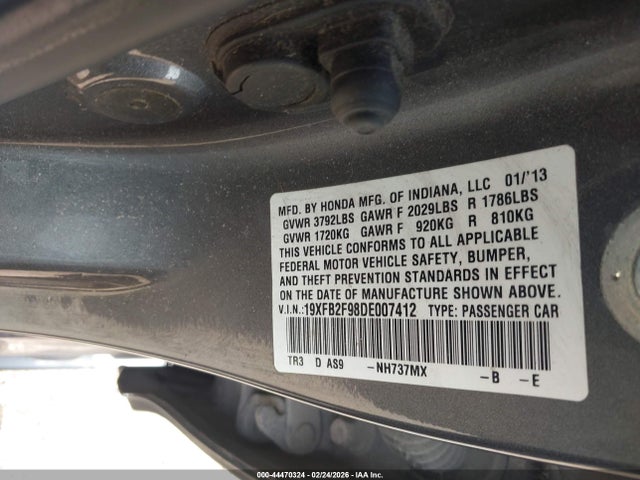 MFD. BY HONDA MFG. OF INDIANA, LLC 01/'13
GVWR 3792LBS GAWR F 2029LBS R 1786LBS
GVWR 1720KG GAWR F 920KG R 810KG
THIS VEHICLE CONFORMS TO ALL APPLICABLE
FEDERAL MOTOR VEHICLE SAFETY, BUMPER,
AND THEFT PREVENTION STANDARDS IN EFFECT
ON THE DATE OF MANUFACTURE SHOWN ABOVE.
V.I.N.:19XFB2F98DE007412 TYPE: PASSENGER CAR
TR3 D AS9 -NH737MX -B -E
000-44470324 - 02/24/2026 - IAA Inc.